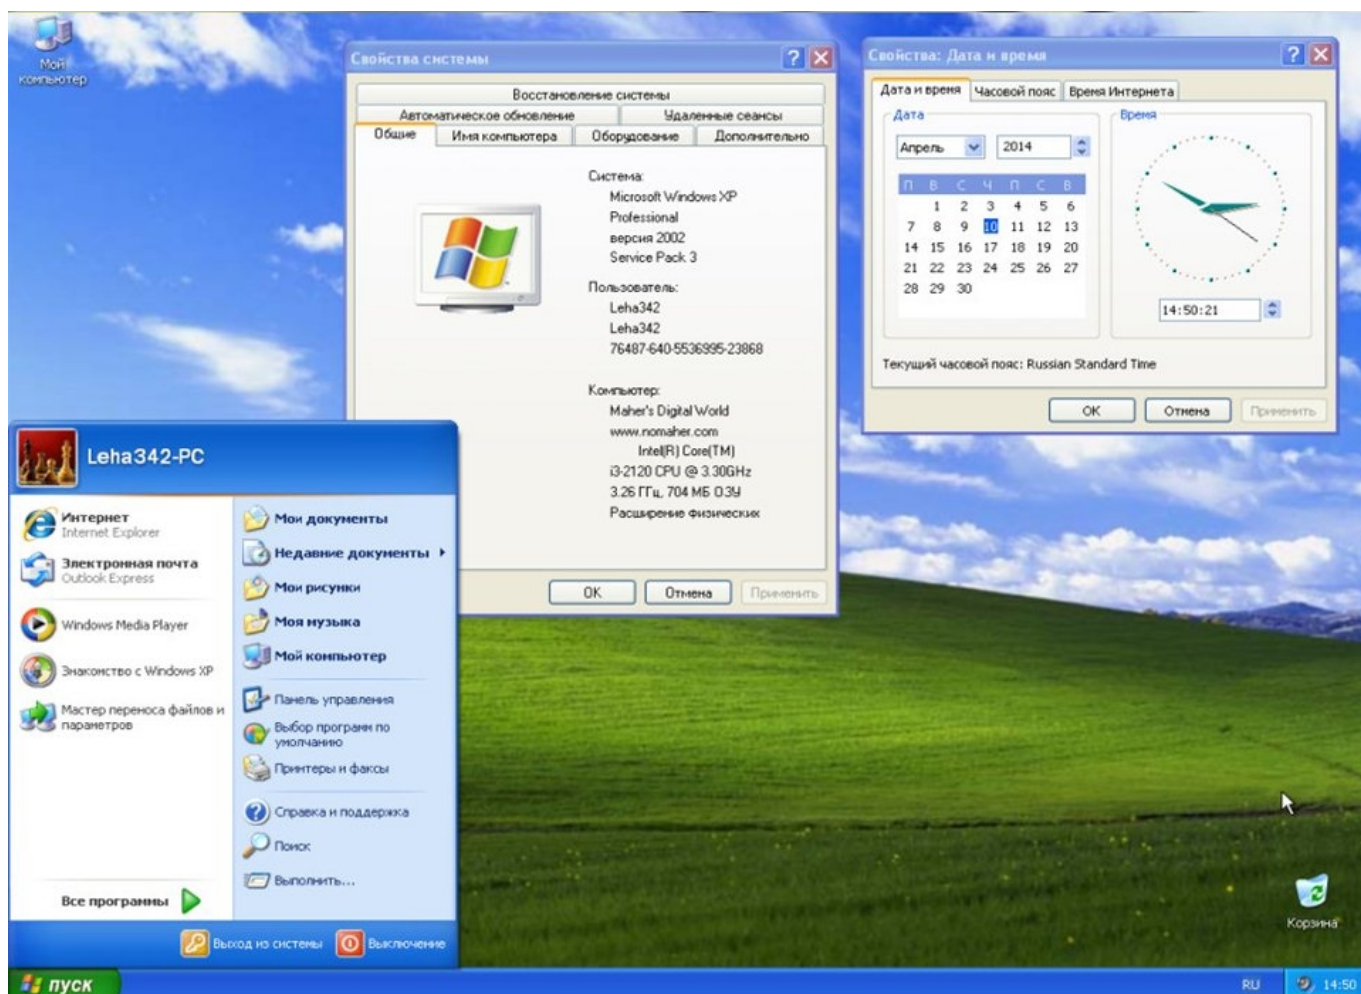 Мой
компьютер
Свойства системы
Восстановление системы
Автоматическое обновление
Удаленные сеансы
Общие
Имя компьютера
Оборудование
Дополнительно
Система:
Microsoft Windows XP
Professional
версия 2002
Service Pack 3
Пользователь:
Leha342
Leha342
76487-640-5536995-23868
Компьютер:
Maher's Digital World
www.nomaher.com
Intel(R) Core(TM)
i3-2120 CPU @ 3.30GHz
3.26 ГГц, 704 МБ ОЗУ
Расширение физических
ОК
Отмена
Применить
Свойства: Дата и время
Дата и время
Часовой пояс
Время Интернета
Дата
Апрель
2014
П В С Ч П С В
1 2 3 4 5 6
7 8 9 10 11 12 13
14 15 16 17 18 19 20
21 22 23 24 25 26 27
28 29 30
Время
14:50:21
Текущий часовой пояс: Russian Standard Time
ОК
Отмена
Применить
Leha342-PC
Интернет
Internet Explorer
Электронная почта
Outlook Express
Windows Media Player
Знакомство с Windows XP
Мастер переноса файлов и
параметров
Все программы
Мои документы
Недавние документы
Мои рисунки
Моя музыка
Мой компьютер
Панель управления
Выбор программ по
умолчанию
Принтеры и факсы
Справка и поддержка
Поиск
Выполнить...
Выход из системы
Выключение
Корзина
пуск
RU
14:50